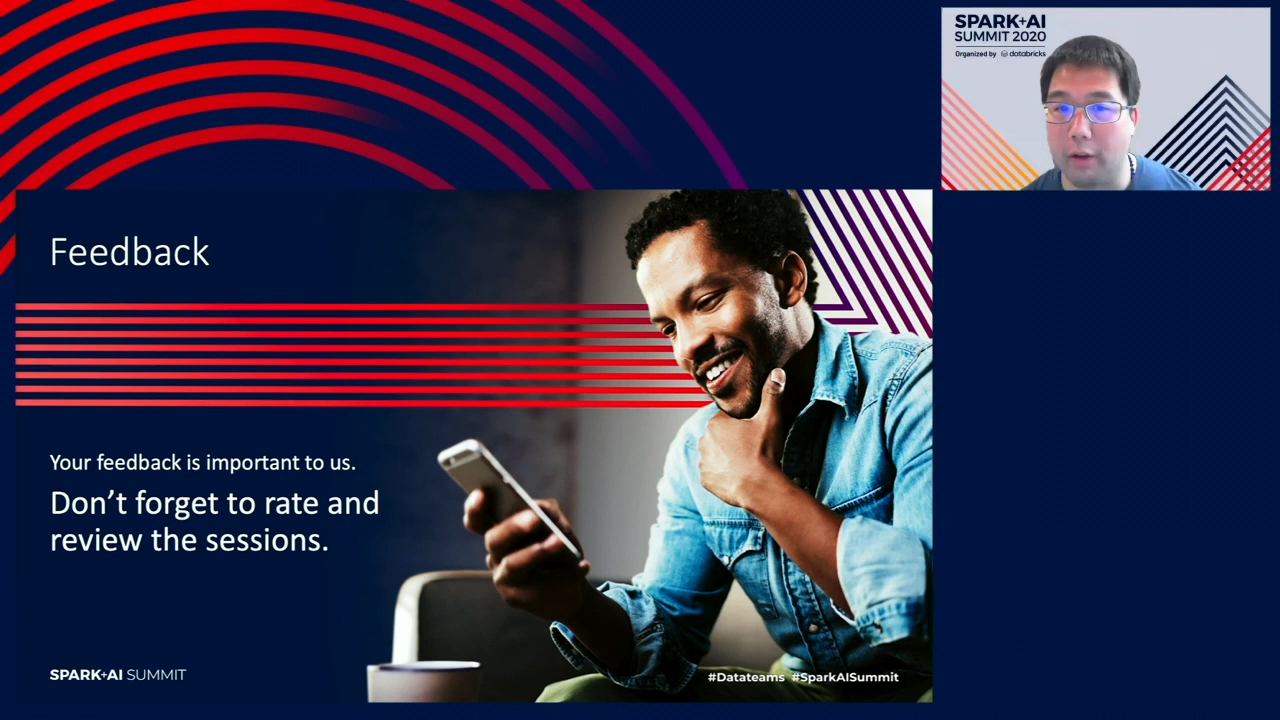 SPARK+AI
SUMMIT 2020
Organized by databricks
Feedback
Your feedback is important to us.
Don’t forget to rate and
review the sessions.
SPARK+AI SUMMIT
#Datateams #SparkAISummit